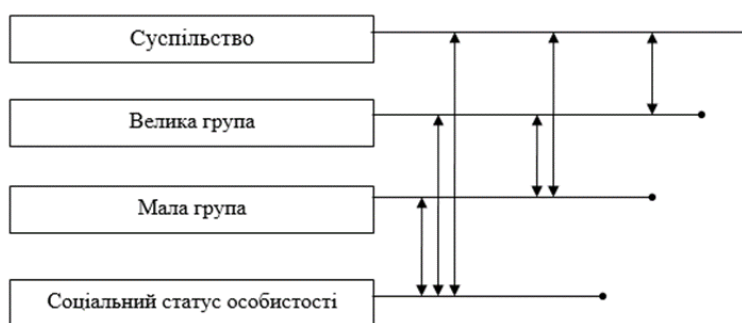 Суспільство
Велика група
Мала група
Соціальний статус особистості